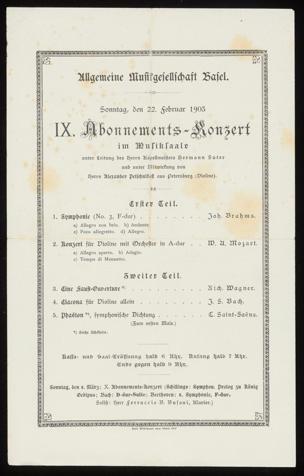 Allgemeine Musikgesellschaft Basel.
Sonntag, den 22. Februar 1903
IX. Abonnements-Konzert
im Musiksaale
unter Leitung des Herrn Kapellmeisters Hermann Suter
und unter Mitwirkung von
Herrn Alexander Petschnikoff aus Petersburg (Violine).
Erster Teil.
1. Symphonie (No. 3, F-dur) . . . . Joh. Brahms.
a) Allegro con brio. b) Andante.
c) Poco allegretto. d) Allegro.
2. Konzert für Violine mit Orchester in A-dur . . W. A. Mozart.
a) Allegro aperto. b) Adagio.
c) Tempo di Menuetto.
Zweiter Teil.
3. Eine Faust-Ouverture *) . . . . Rich. Wagner.
4. Ciacona für Violine allein . . . . J. S. Bach.
5. Phaëton *), symphonische Dichtung . . . . C. Saint-Saëns.
(Zum ersten Male.)
*) Siehe Rückseite.
Kassa- und Saal-Eröffnung halb 6 Uhr. Anfang halb 7 Uhr.
Ende gegen halb 9 Uhr.
Sonntag, den 8. März: X. Abonnements-Konzert (Schillings: Symphon. Prolog zu König
Oedipus; Bach: D-dur-Suite; Beethoven: 8. Symphonie, F-dur.
Solist: Herr Ferruccio B. Busoni, Klavier.)